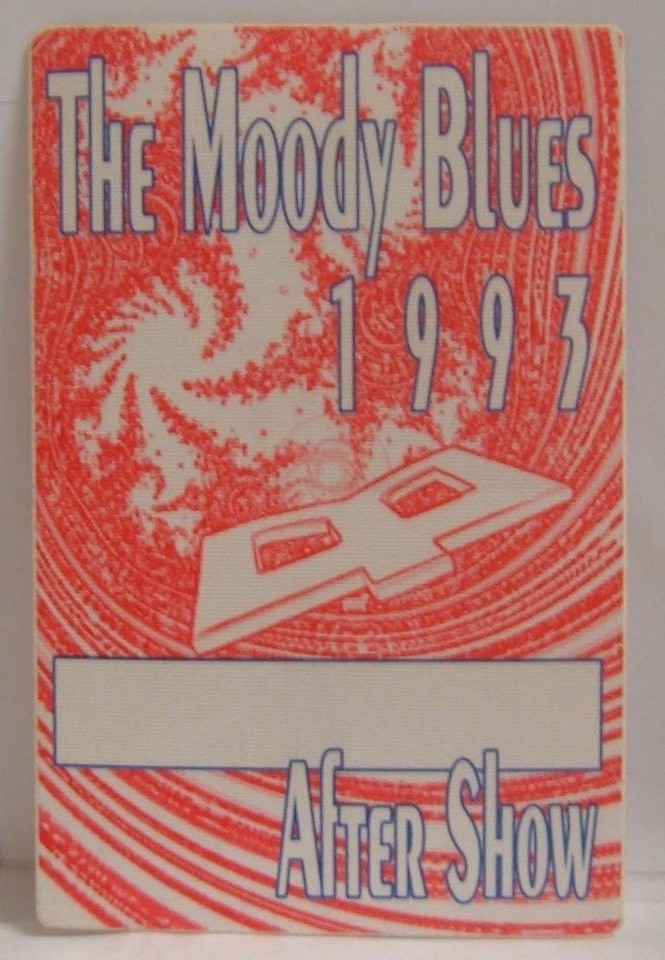 The Moody Blues
1993
After Show